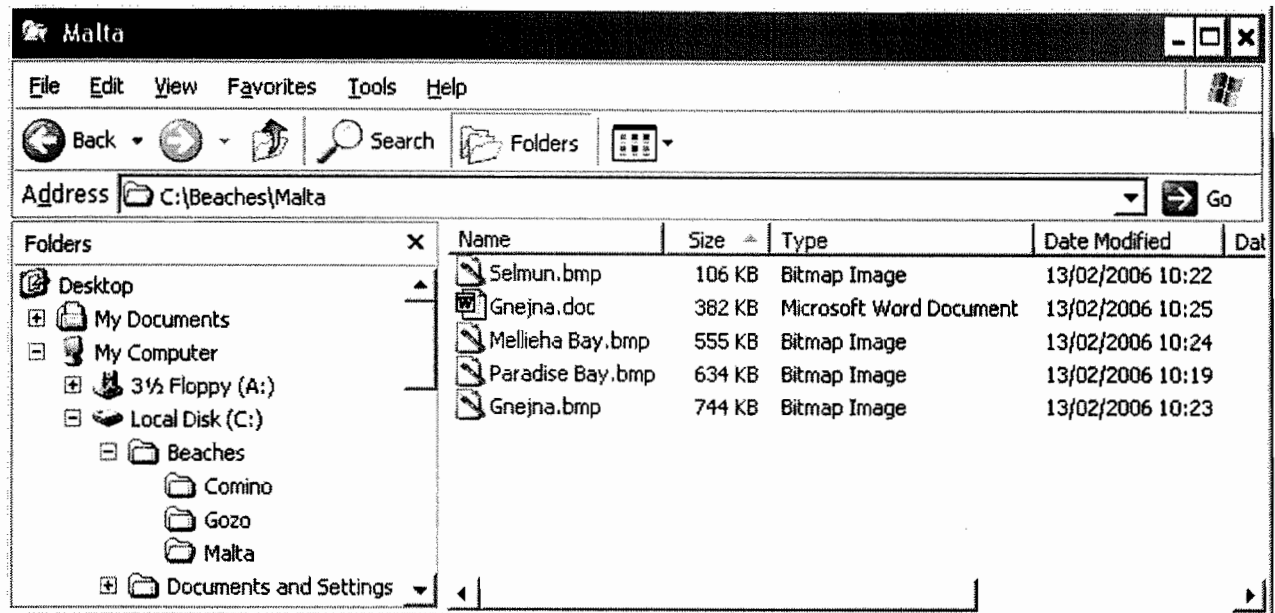 Malta
File Edit View Favorites Tools Help
Back Search Folders
Address C:\Beaches\Malta Go
Folders
Desktop
My Documents
My Computer
3½ Floppy (A:)
Local Disk (C:)
Beaches
Comino
Gozo
Malta
Documents and Settings
Name Size Type Date Modified Dat
Selmun.bmp 106 KB Bitmap Image 13/02/2006 10:22
Gnejna.doc 382 KB Microsoft Word Document 13/02/2006 10:25
Mellieha Bay.bmp 555 KB Bitmap Image 13/02/2006 10:24
Paradise Bay.bmp 634 KB Bitmap Image 13/02/2006 10:19
Gnejna.bmp 744 KB Bitmap Image 13/02/2006 10:23